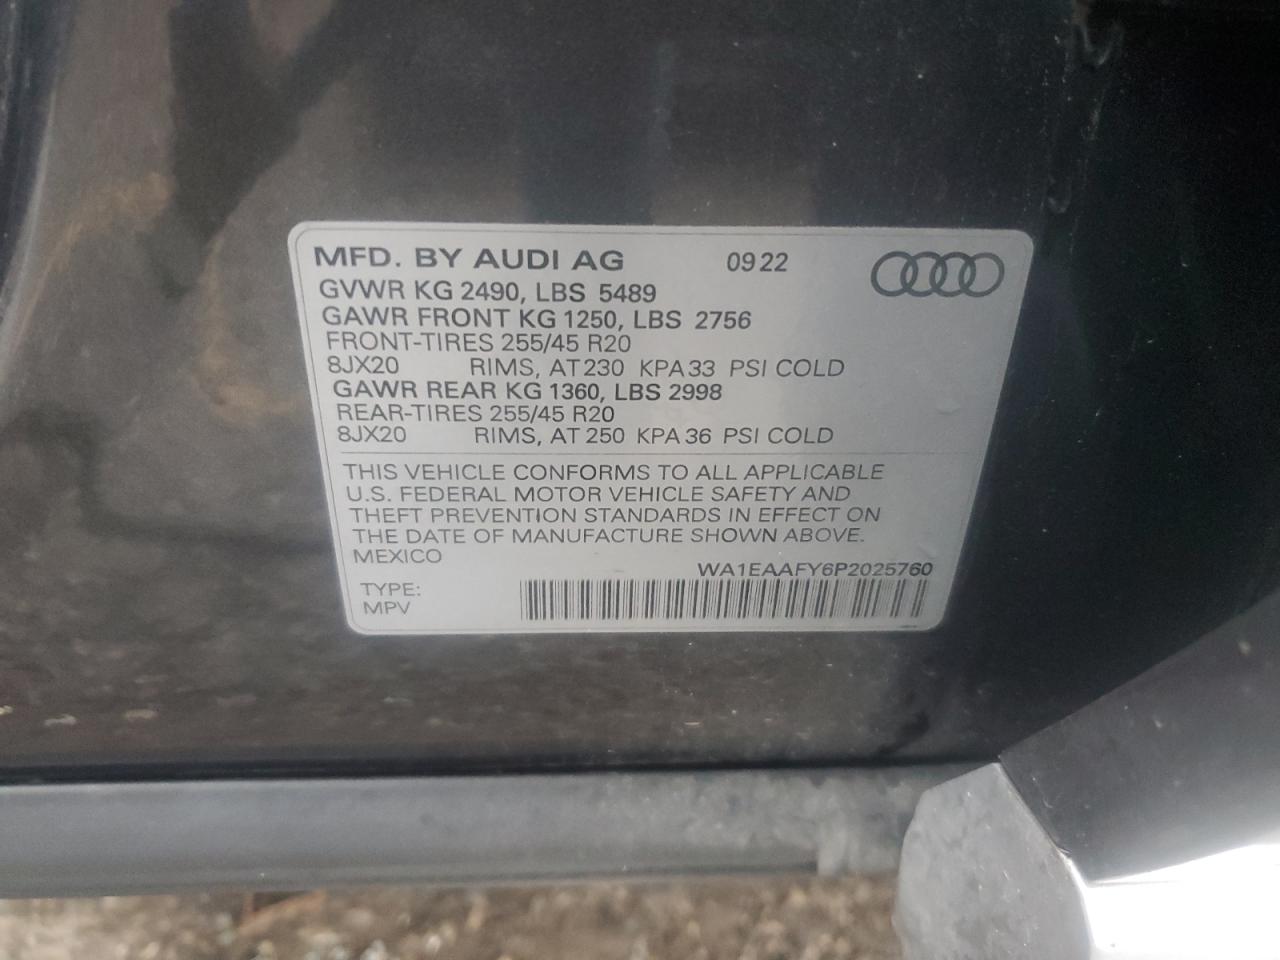 MFD. BY AUDI AG 09 22
GVWR KG 2490, LBS 5489
GAWR FRONT KG 1250, LBS 2756
FRONT-TIRES 255/45 R20
8JX20 RIMS, AT 230 KPA 33 PSI COLD
GAWR REAR KG 1360, LBS 2998
REAR-TIRES 255/45 R20
8JX20 RIMS, AT 250 KPA 36 PSI COLD
THIS VEHICLE CONFORMS TO ALL APPLICABLE
U.S. FEDERAL MOTOR VEHICLE SAFETY AND
THEFT PREVENTION STANDARDS IN EFFECT ON
THE DATE OF MANUFACTURE SHOWN ABOVE.
MEXICO
WA1EAAFY6P2025760
TYPE:
MPV